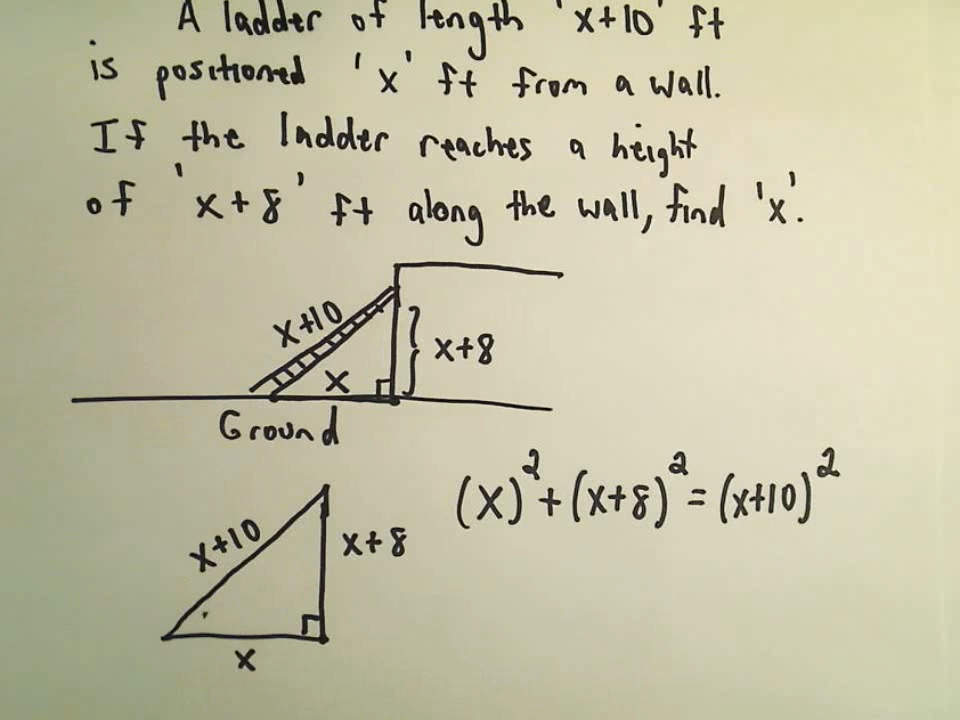 A ladder of length 'x+10' ft
is positioned 'x' ft from a wall.
If the ladder reaches a height
of 'x+8' ft along the wall, find 'x'.
x+10
x+8
x
Ground
(x)²+(x+8)²=(x+10)²
x+10
x+8
x